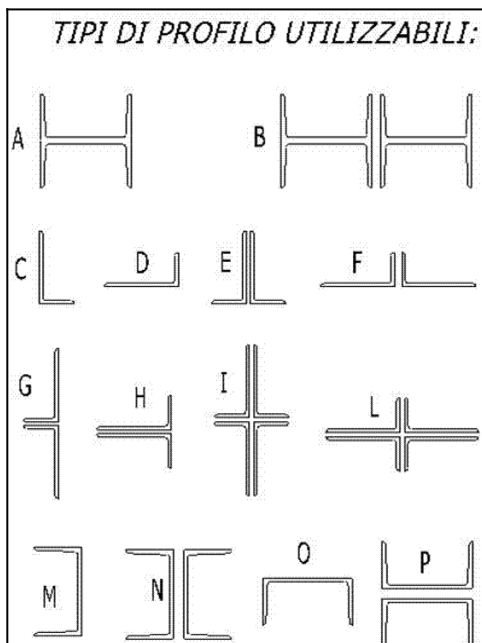 TIPI DI PROFILO UTILIZZABILI:
A B
C D E F
G H I L
M N O P